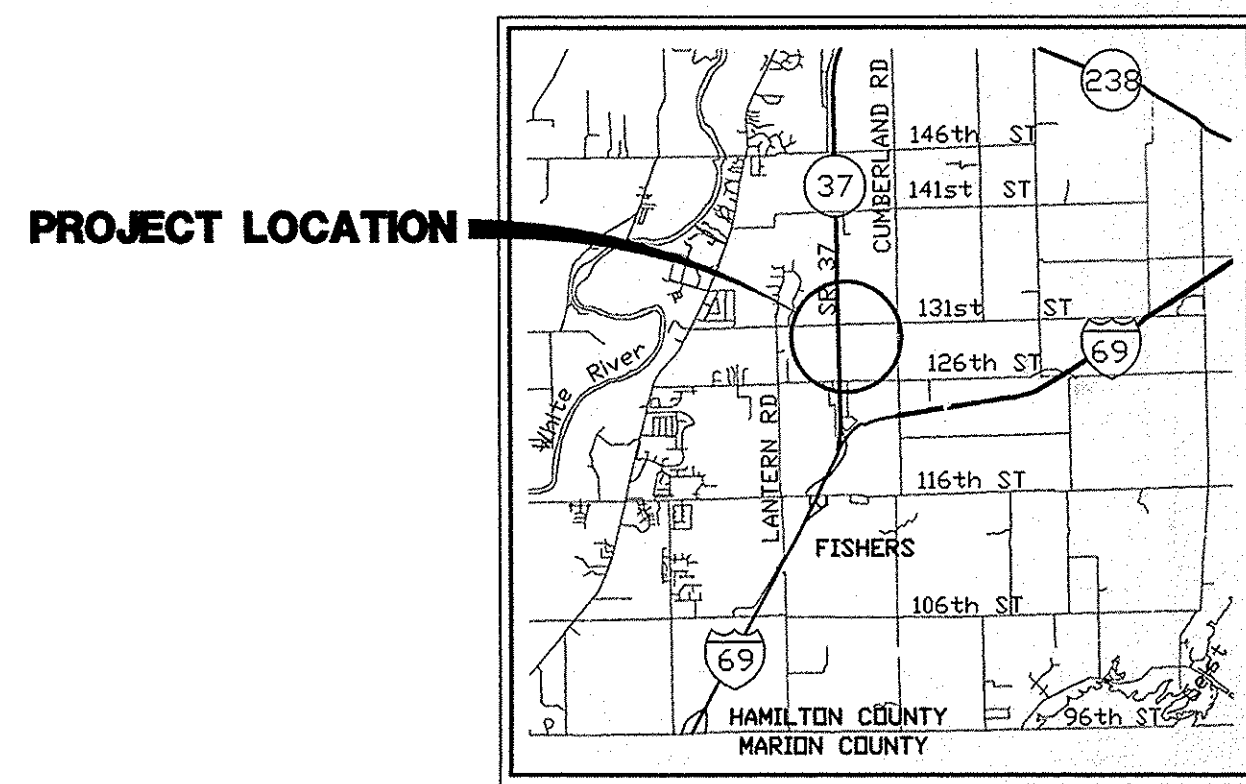 238
CUMBERLAND RD
146th ST
37
141st ST
PROJECT LOCATION
SR 37
131st ST
69
White River
126th ST
LANTERN RD
116th ST
FISHERS
106th ST
69
HAMILTON COUNTY
96th ST
MARION COUNTY
P